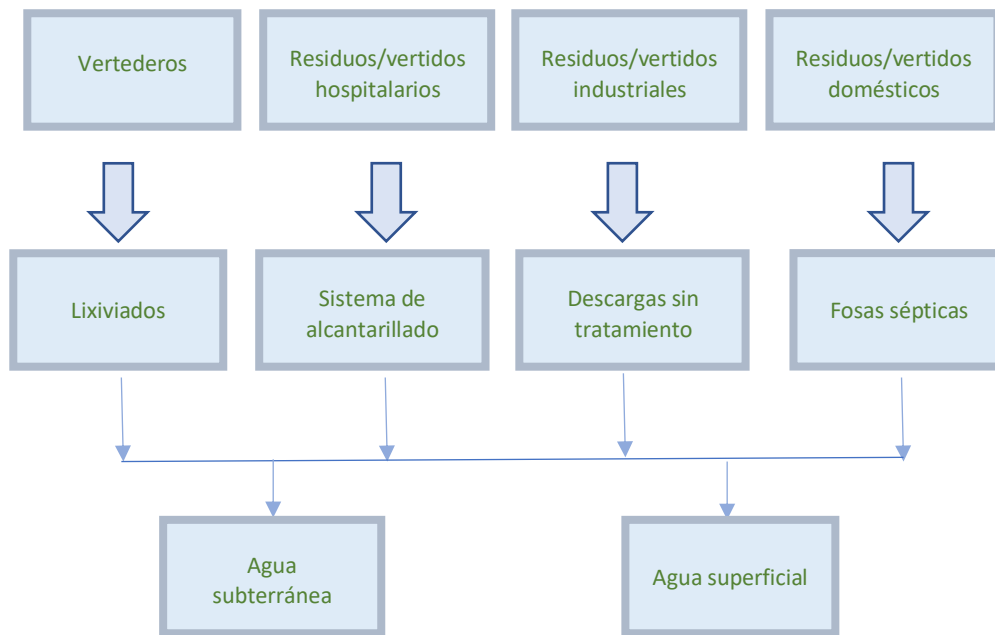 Vertederos
Residuos/vertidos
hospitalarios
Residuos/vertidos
industriales
Residuos/vertidos
domésticos
Lixiviados
Sistema de
alcantarillado
Descargas sin
tratamiento
Fosas sépticas
Agua
subterránea
Agua superficial